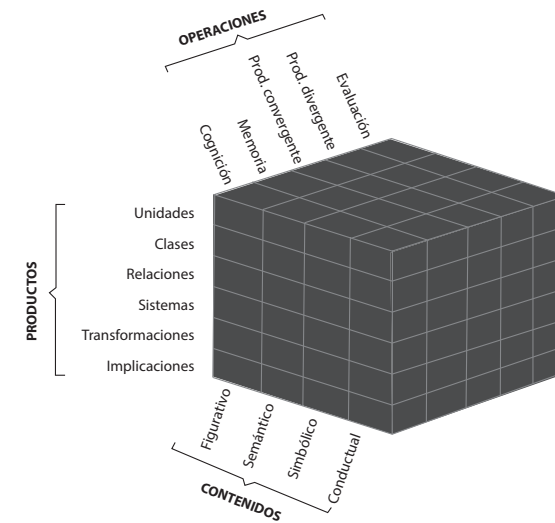 OPERACIONES
Cognición
Memoria
Prod. convergente
Prod. divergente
Evaluación
PRODUCTOS
Unidades
Clases
Relaciones
Sistemas
Transformaciones
Implicaciones
Figurativo
Semántico
Simbólico
Conductual
CONTENIDOS